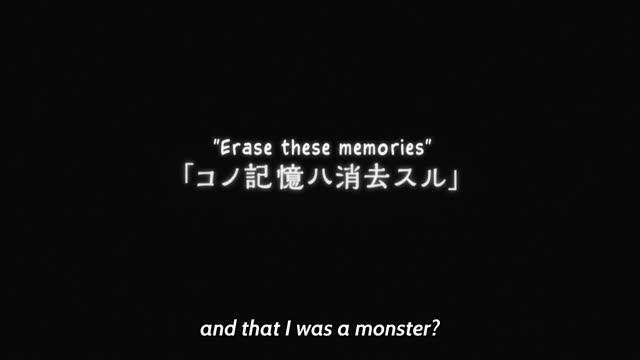 "Erase these memories"
「コノ記憶ハ消去スル」
and that I was a monster?